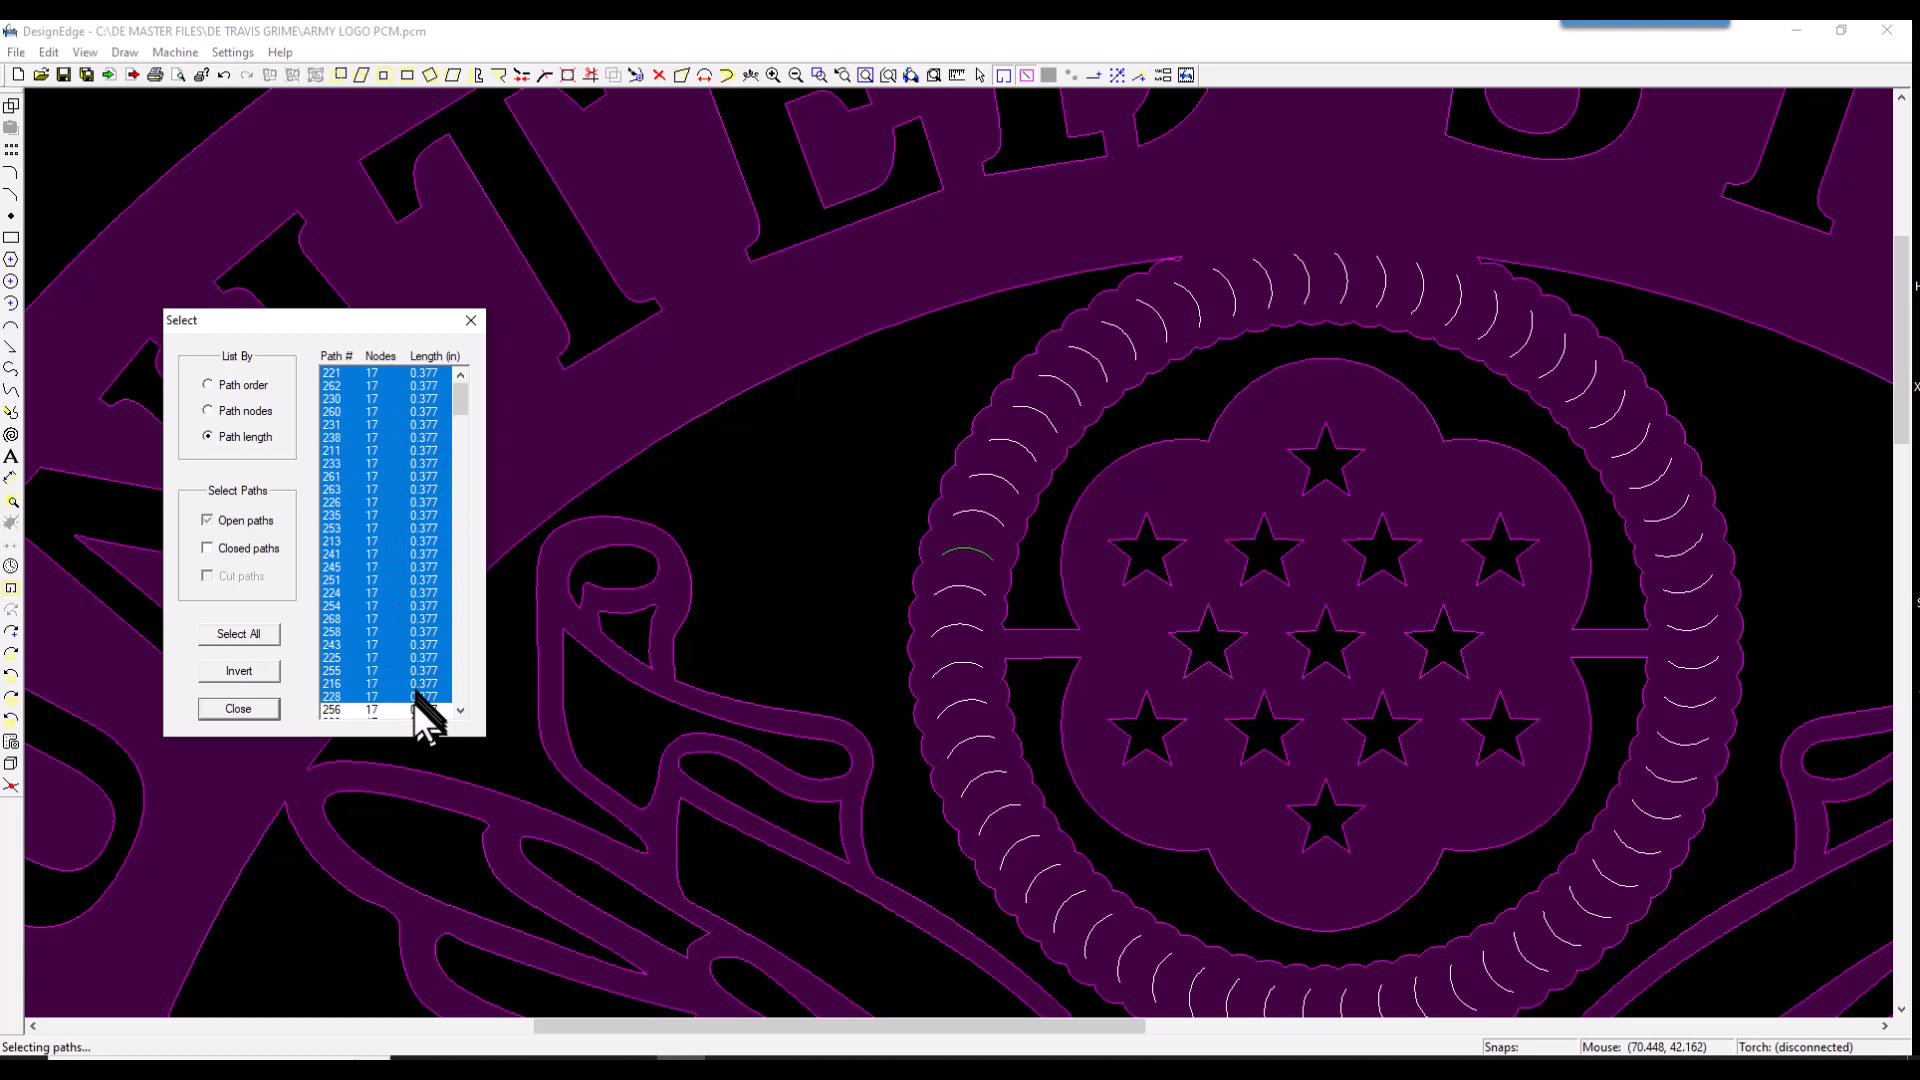 DesignEdge - C:\DE MASTER FILES\DE TRAVIS GRIME\ARMY LOGO PCM.pcm
File Edit View Draw Machine Settings Help
Select
List By
Path order
Path nodes
Path length
Select Paths
Open paths
Closed paths
Cut paths
Select All
Invert
Close
Path # Nodes Length (in)
221 17 0.377
262 17 0.377
230 17 0.377
260 17 0.377
231 17 0.377
238 17 0.377
211 17 0.377
233 17 0.377
261 17 0.377
263 17 0.377
226 17 0.377
235 17 0.377
253 17 0.377
213 17 0.377
241 17 0.377
245 17 0.377
251 17 0.377
224 17 0.377
254 17 0.377
268 17 0.377
258 17 0.377
243 17 0.377
225 17 0.377
255 17 0.377
216 17 0.377
228 17
256 17
Selecting paths...
Snaps:
Mouse: (70.448, 42.162)
Torch: (disconnected)